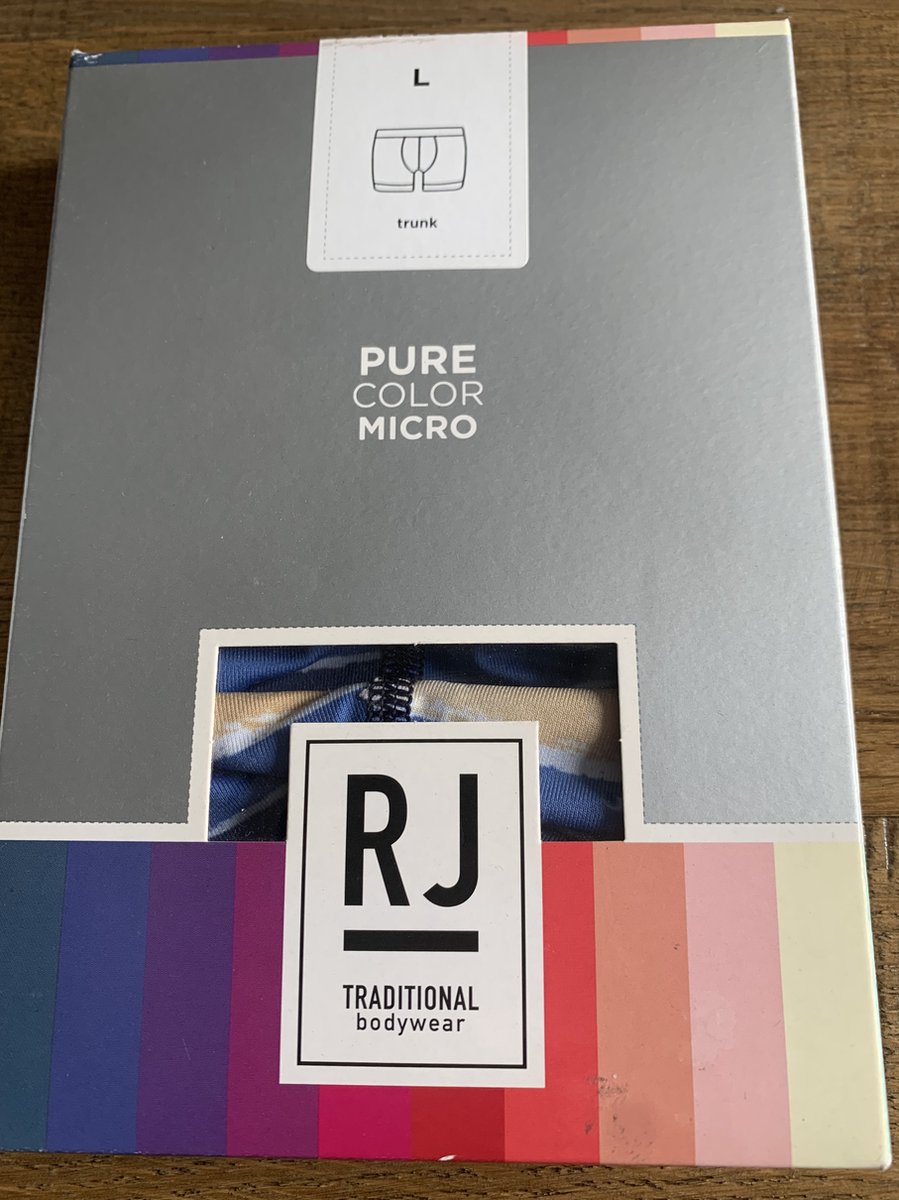 L
trunk
PURE
COLOR
MICRO
RJ
TRADITIONAL
bodywear